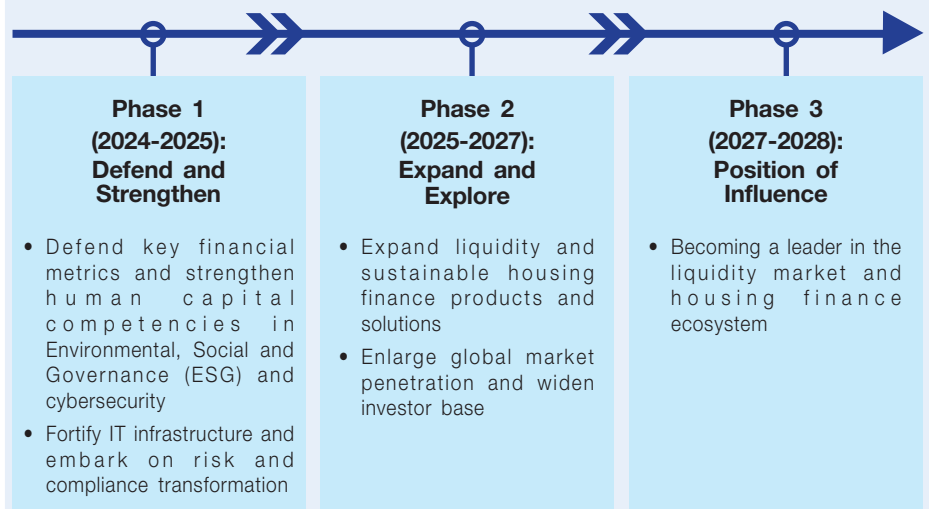 Phase 1
(2024-2025):
Defend and
Strengthen
• Defend key financial
metrics and strengthen
human capital
competencies in
Environmental, Social and
Governance (ESG) and
cybersecurity
• Fortify IT infrastructure and
embark on risk and
compliance transformation
Phase 2
(2025-2027):
Expand and
Explore
• Expand liquidity and
sustainable housing
finance products and
solutions
• Enlarge global market
penetration and widen
investor base
Phase 3
(2027-2028):
Position of
Influence
• Becoming a leader in the
liquidity market and
housing finance
ecosystem